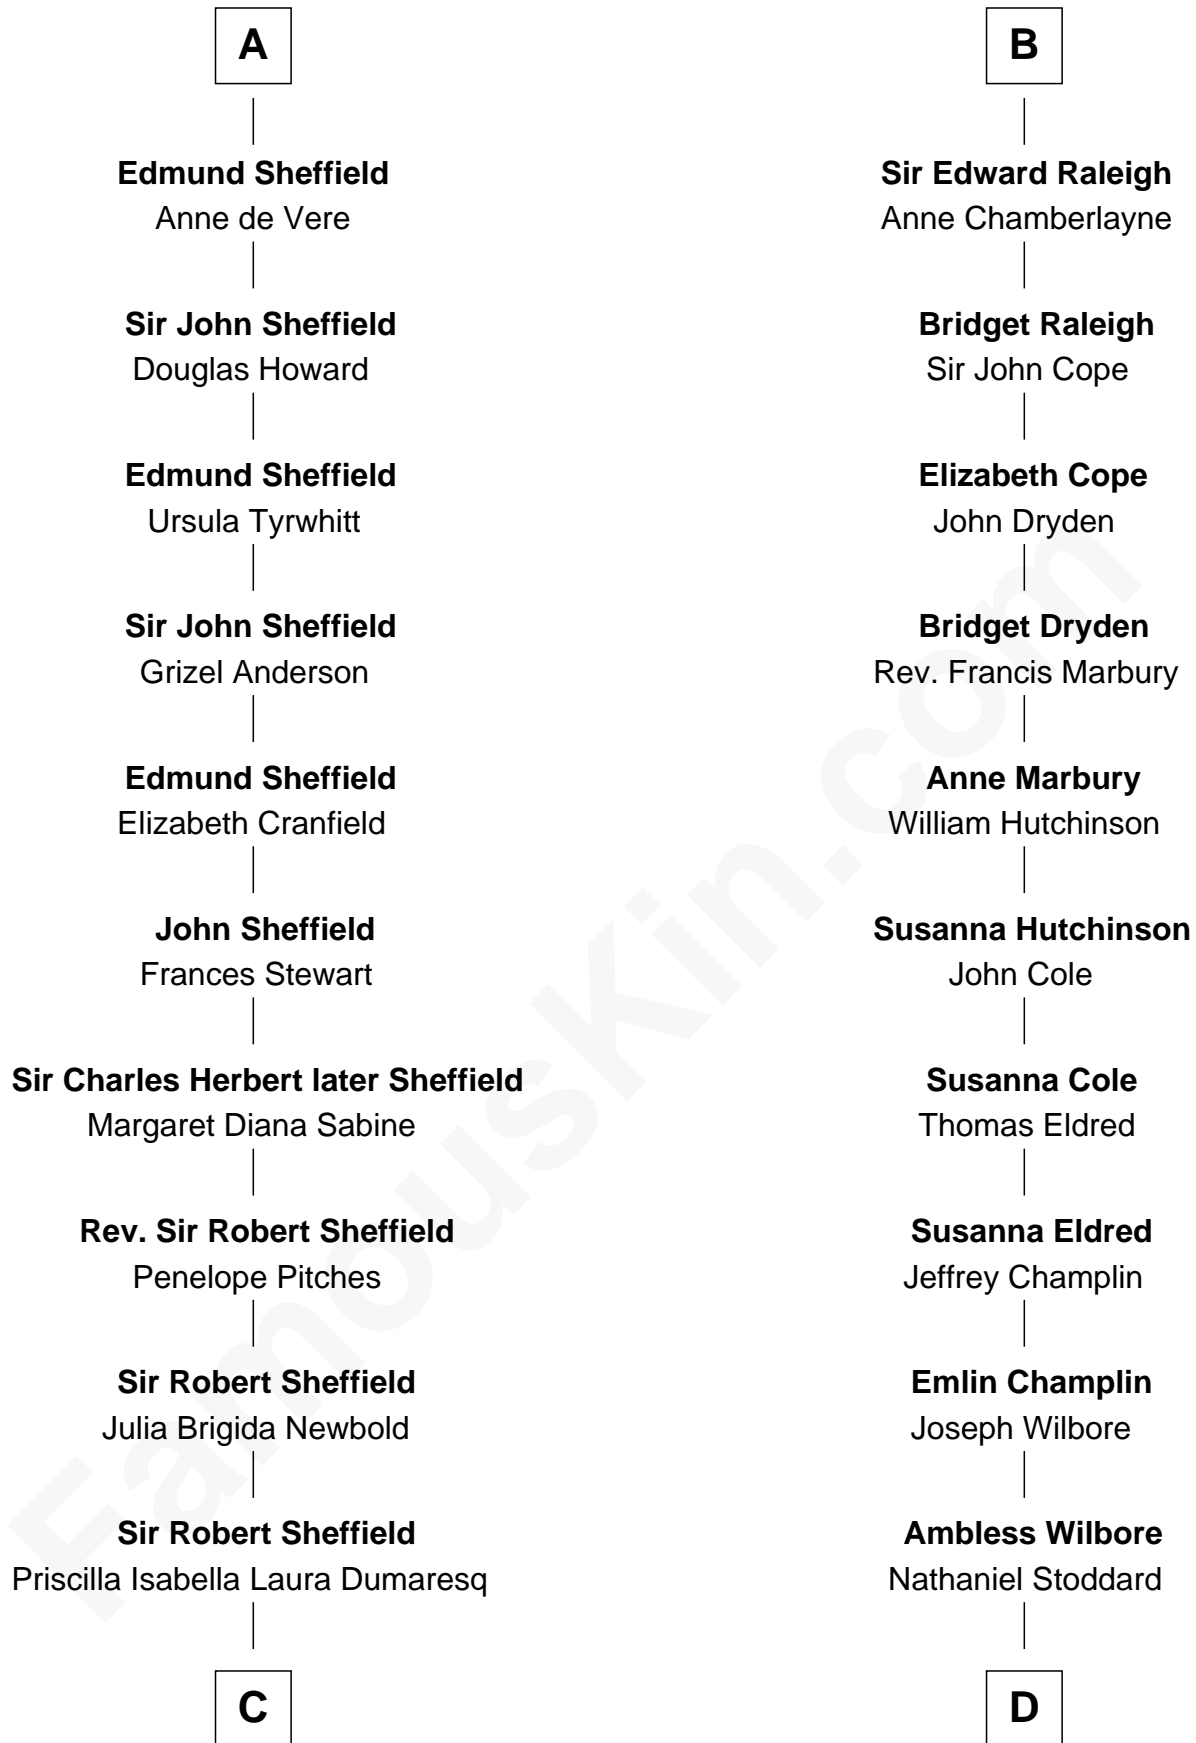 A
Edmund Sheffield
Anne de Vere
Sir John Sheffield
Douglas Howard
Edmund Sheffield
Ursula Tyrwhitt
Sir John Sheffield
Grizel Anderson
Edmund Sheffield
Elizabeth Cranfield
John Sheffield
Frances Stewart
Sir Charles Herbert later Sheffield
Margaret Diana Sabine
Rev. Sir Robert Sheffield
Penelope Pitches
Sir Robert Sheffield
Julia Brigida Newbold
Sir Robert Sheffield
Priscilla Isabella Laura Dumaresq
C
B
Sir Edward Raleigh
Anne Chamberlayne
Bridget Raleigh
Sir John Cope
Elizabeth Cope
John Dryden
Bridget Dryden
Rev. Francis Marbury
Anne Marbury
William Hutchinson
Susanna Hutchinson
John Cole
Susanna Cole
Thomas Eldred
Susanna Eldred
Jeffrey Champlin
Emlin Champlin
Joseph Wilbore
Ambless Wilbore
Nathaniel Stoddard
D
FamousKin.com